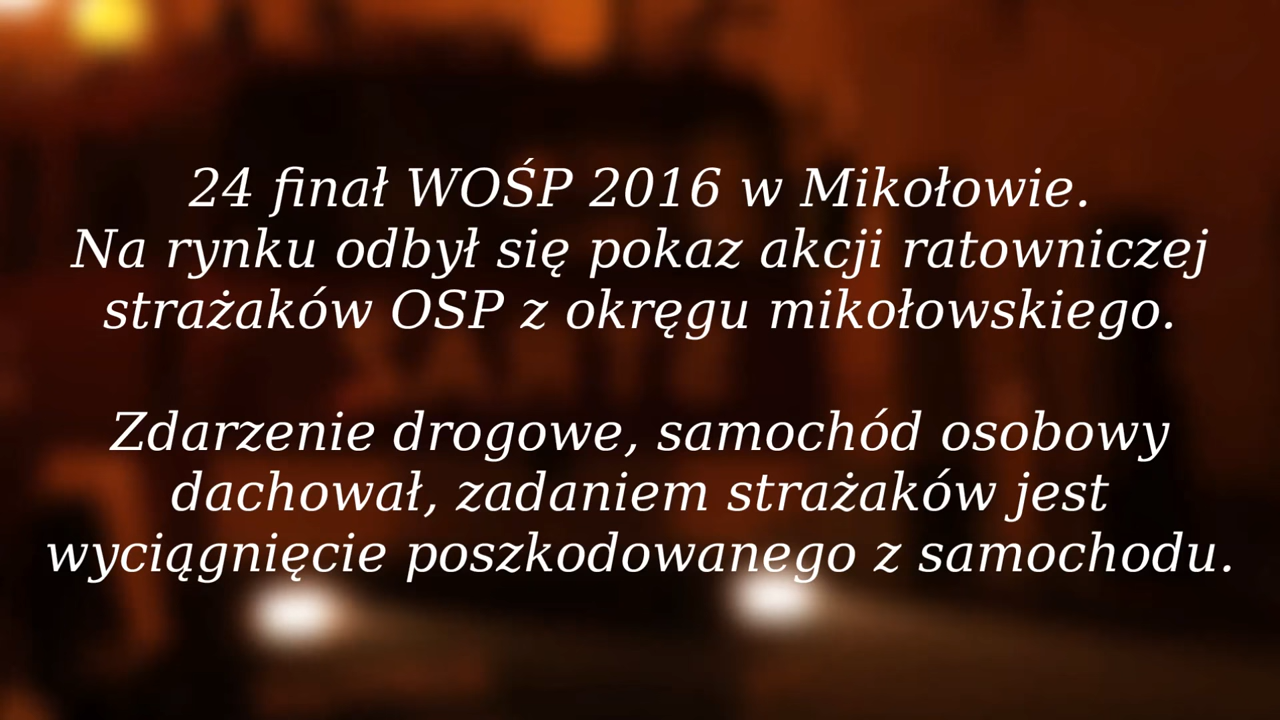 24 finał WOŚP 2016 w Mikołowie.
Na rynku odbył się pokaz akcji ratowniczej
strażaków OSP z okręgu mikołowskiego.
Zdarzenie drogowe, samochód osobowy
dachował, zadaniem strażaków jest
wyciągnięcie poszkodowanego z samochodu.